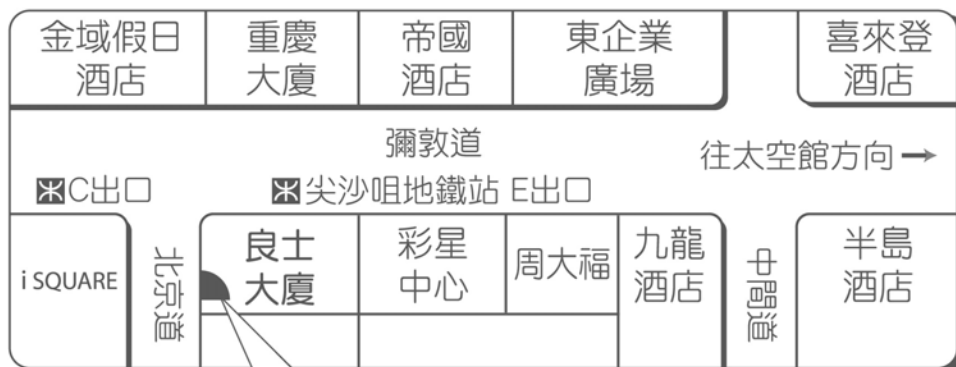 金域假日
酒店
重慶
大廈
帝國
酒店
東企業
廣場
喜來登
酒店
彌敦道
往太空館方向
C出口
尖沙咀地鐵站 E出口
i SQUARE
北京道
良士
大廈
彩星
中心
周大福
九龍
酒店
中間道
半島
酒店